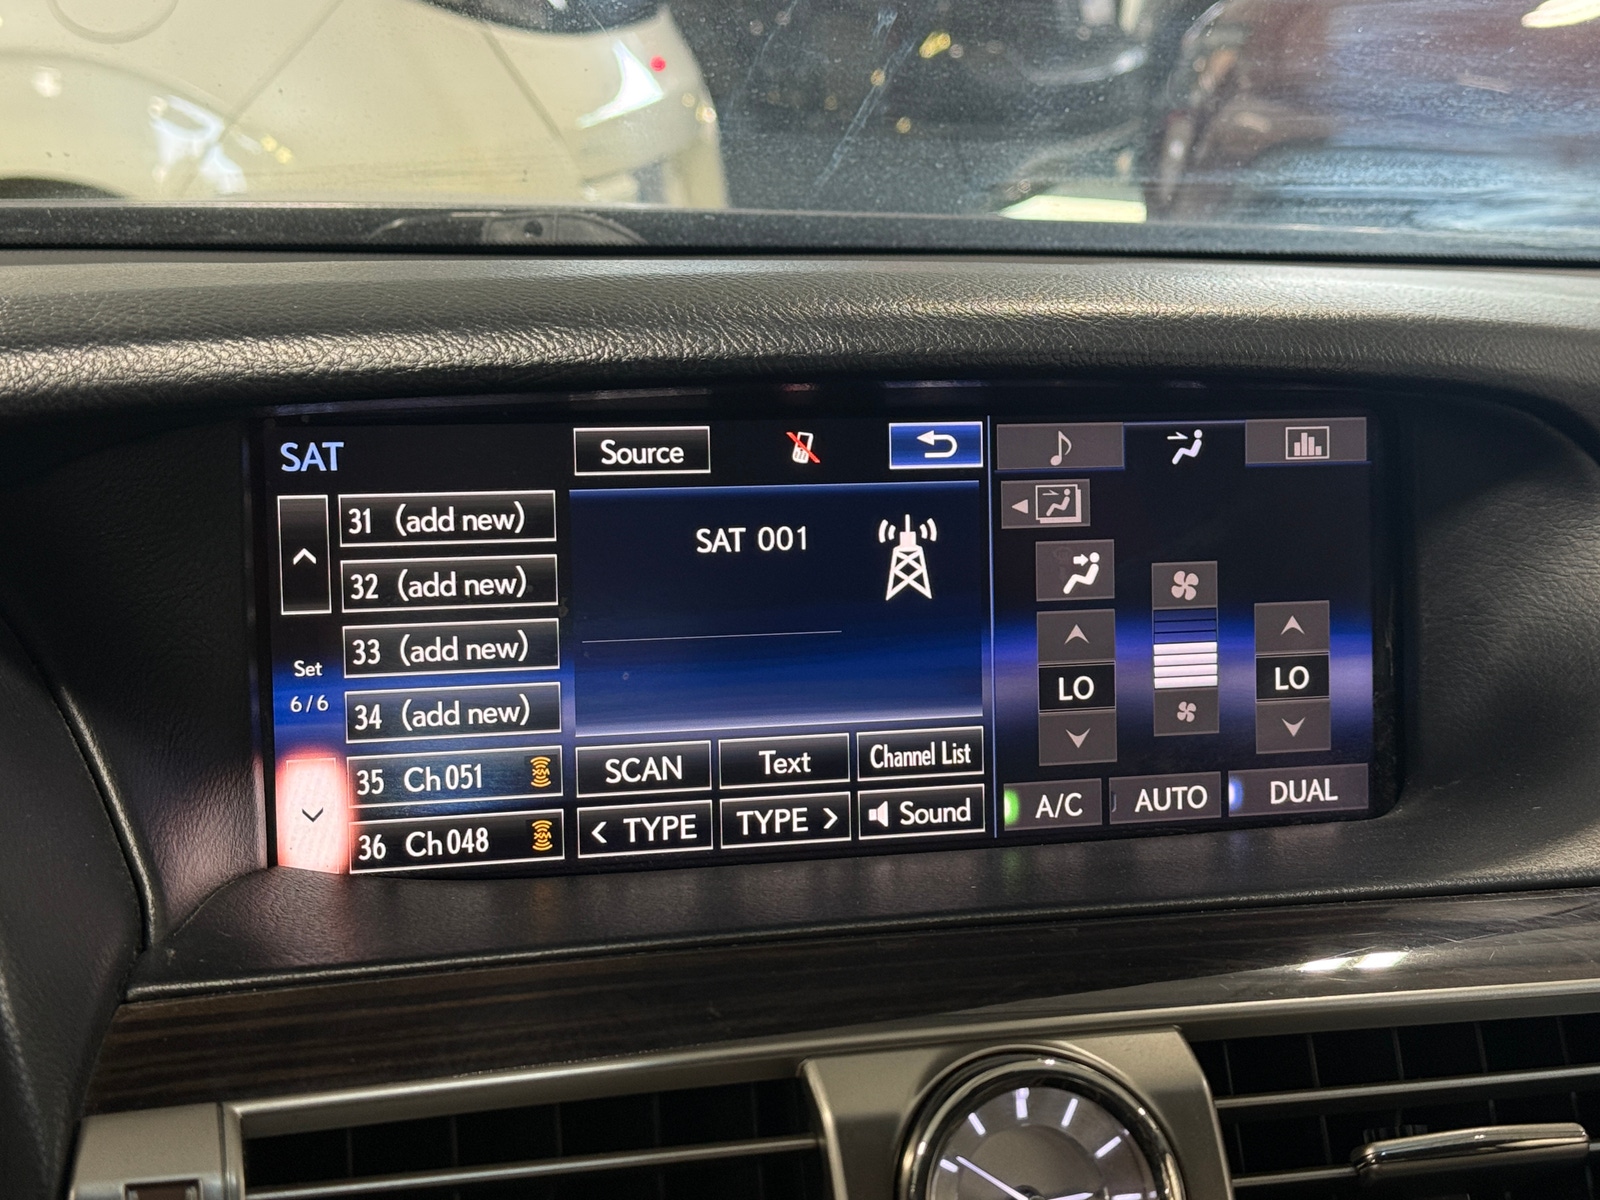 SAT
Source
31 (add new)
32 (add new)
33 (add new)
34 (add new)
35 Ch051
36 Ch048
Set
6/6
SAT 001
SCAN
Text
Channel List
< TYPE
TYPE >
Sound
LO
LO
A/C
AUTO
DUAL